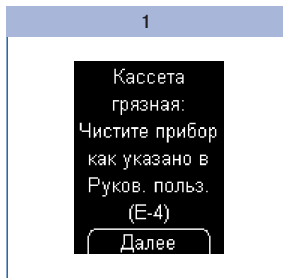 1
Кассета
грязная:
Чистите прибор
как указано в
Руков. польз.
(E-4)
Далее